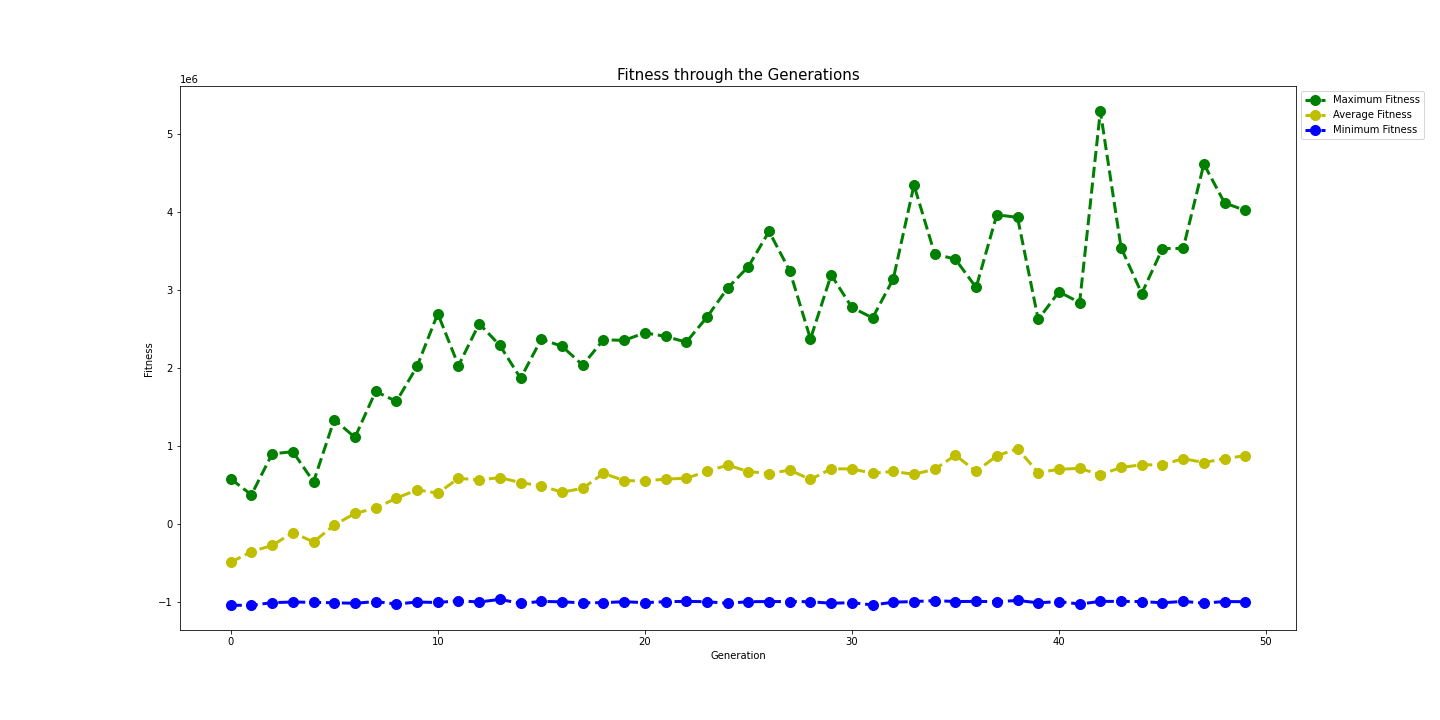 Fitness through the Generations
1e6
Maximum Fitness
Average Fitness
Minimum Fitness
5
4
3
2
1
0
−1
Fitness
0 10 20 30 40 50
Generation